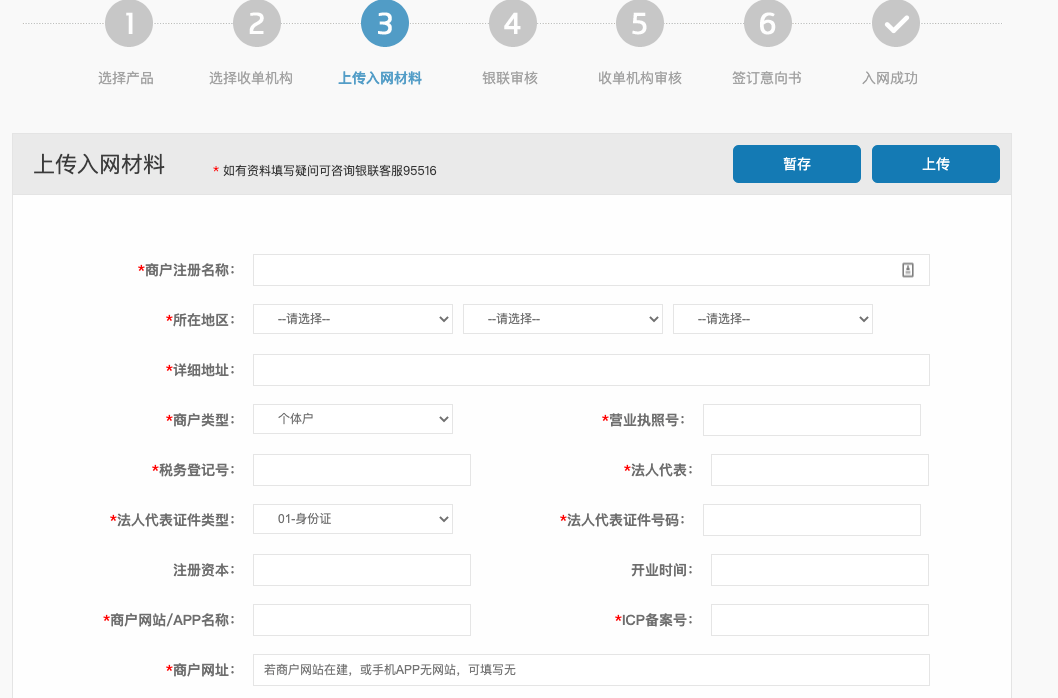 1 2 3 4 5 6
选择产品 选择收单机构 上传入网材料 银联审核 收单机构审核 签订意向书 入网成功
上传入网材料 * 如有资料填写疑问可咨询银联客服95516 暂存 上传
*商户注册名称：
*所在地区： --请选择-- --请选择-- --请选择--
*详细地址：
*商户类型： 个体户 *营业执照号：
*税务登记号： *法人代表：
*法人代表证件类型： 01-身份证 *法人代表证件号码：
注册资本： 开业时间：
*商户网站/APP名称： *ICP备案号：
*商户网址： 若商户网站在建，或手机APP无网站，可填写无